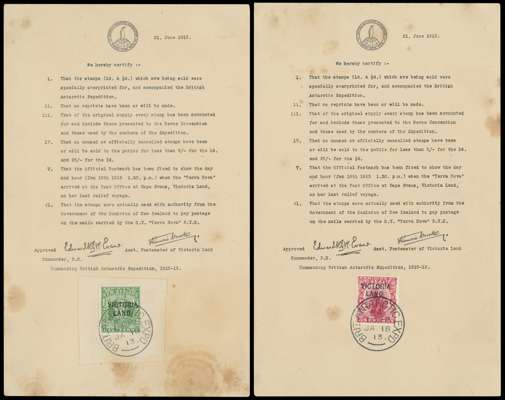 21, June 1913.
We hereby certify :-
I. That the stamps (1d. & ½d.) which are being sold were
specially overprinted for, and accompanied the British
Antarctic Expedition.
II. That no reprints have been or will be made.
III. That of the original supply every stamp has been accounted
for and include those presented to the Berne Convention
and those used by the members of the Expedition.
IV. That no unused or officially cancelled stamps have been
or will be sold to the public for less than 5/- for the 1d.
and 25/- for the ½d.
V. That the Official Postmark has been fixed to show the day
and hour (Jan 18th 1913 1.30. p.m.) when the "Terra Nova"
arrived at the Post Office at Cape Evans, Victoria Land,
on her last relief voyage.
VI. That the stamps were actually used with authority from the
Government of the Dominion of New Zealand to pay postage
on the mails carried by the S.Y. "Terra Nova" R.Y.S.
Approved
Asst. Postmaster of Victoria Land
Commander, R.N.
Commanding British Antarctic Expedition, 1910-13.
VICTORIA
LAND.
BRIT. ANTARCTIC EXPD.
JA 18
13
21, June 1913.
We hereby certify :-
I. That the stamps (1d. & ½d.) which are being sold were
specially overprinted for, and accompanied the British
Antarctic Expedition.
II. That no reprints have been or will be made.
III. That of the original supply every stamp has been accounted
for and include those presented to the Berne Convention
and those used by the members of the Expedition.
IV. That no unused or officially cancelled stamps have been
or will be sold to the public for less than 5/- for the 1d.
and 25/- for the ½d.
V. That the Official Postmark has been fixed to show the day
and hour (Jan 18th 1913 1.30. p.m.) when the "Terra Nova"
arrived at the Post Office at Cape Evans, Victoria Land,
on her last relief voyage.
VI. That the stamps were actually used with authority from the
Government of the Dominion of New Zealand to pay postage
on the mails carried by the S.Y. "Terra Nova" R.Y.S.
Approved
Asst. Postmaster of Victoria Land
Commander, R.N.
Commanding British Antarctic Expedition, 1910-13.
VICTORIA
LAND.
BRIT. ANTARCTIC EXPD.
JA 18
13